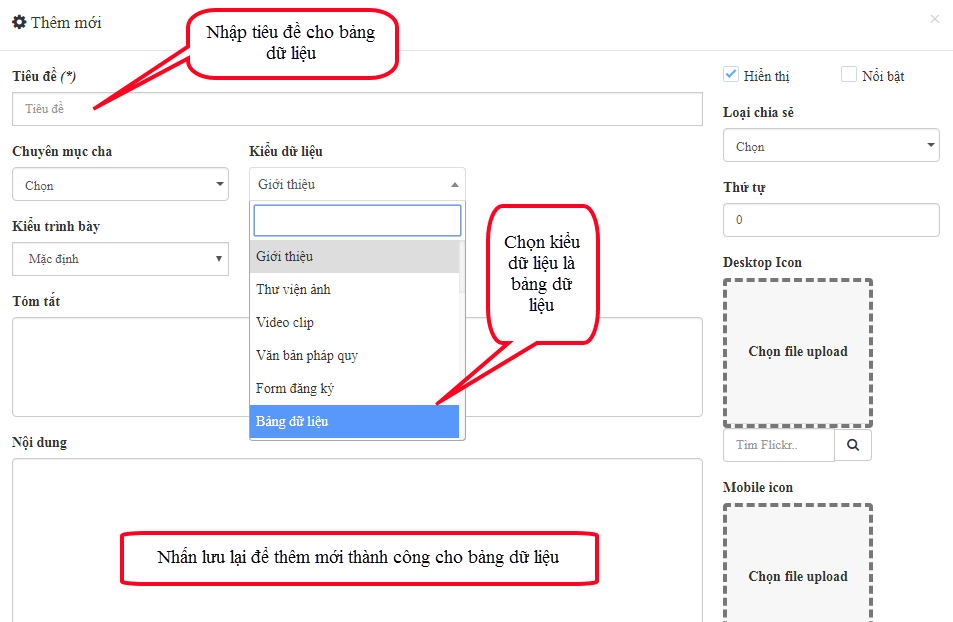 Thêm mới
×
Nhập tiêu đề cho bảng
dữ liệu
Tiêu đề (*)
Tiêu đề
Chuyên mục cha
Chọn
Kiểu dữ liệu
Giới thiệu
Giới thiệu
Thư viện ảnh
Video clip
Văn bản pháp quy
Form đăng ký
Bảng dữ liệu
Chọn kiểu
dữ liệu là
bảng dữ
liệu
Kiểu trình bày
Mặc định
Tóm tắt
Nội dung
Nhấn lưu lại để thêm mới thành công cho bảng dữ liệu
Hiển thị
Nổi bật
Loại chia sẻ
Chọn
Thứ tự
0
Desktop Icon
Chọn file upload
Tìm Flickr..
Mobile icon
Chọn file upload